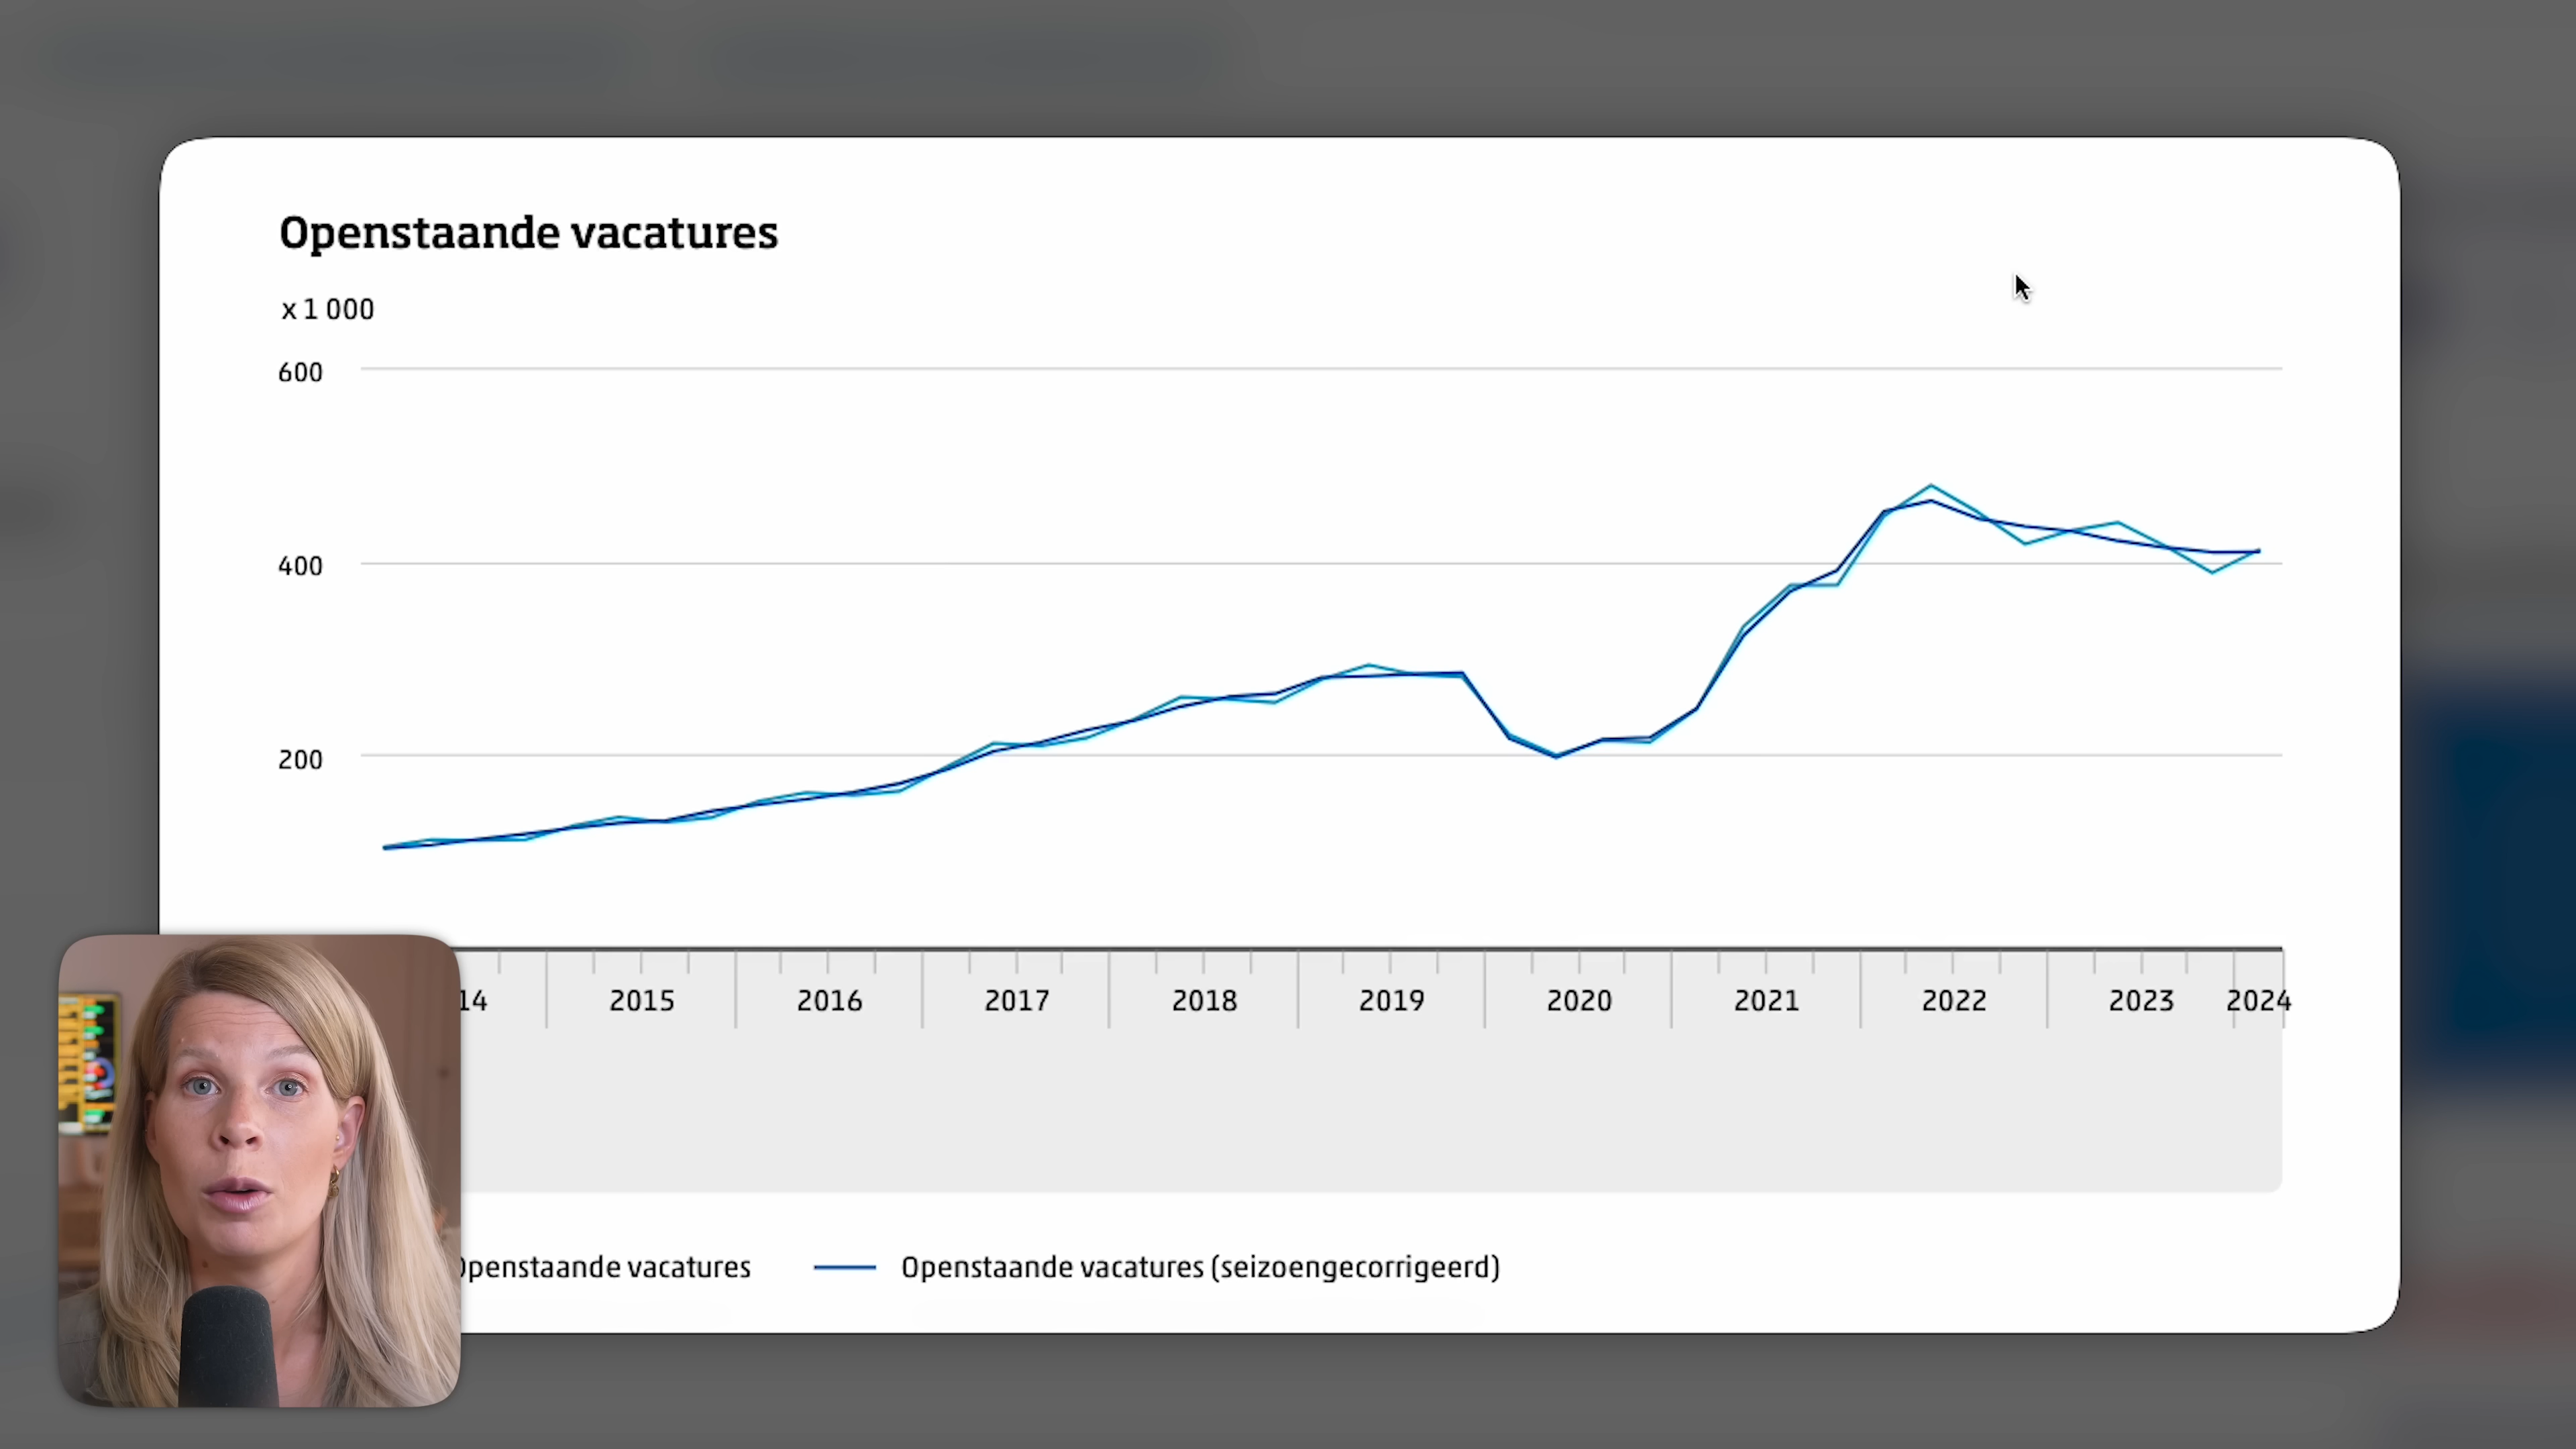 Openstaande vacatures
x 1 000
600
400
200
14 2015 2016 2017 2018 2019 2020 2021 2022 2023 2024
Openstaande vacatures Openstaande vacatures (seizoengecorrigeerd)